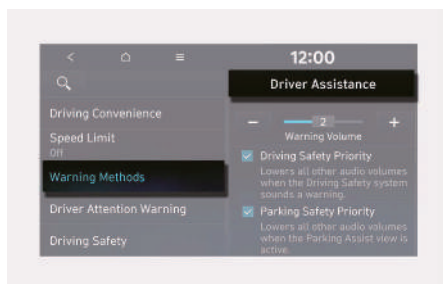 12:00
Driver Assistance
Driving Convenience
Speed Limit
Off
Warning Methods
Driver Attention Warning
Driving Safety
− 2 +
Warning Volume
Driving Safety Priority
Lowers all other audio volumes
when the Driving Safety system
sounds a warning.
Parking Safety Priority
Lowers all other audio volumes
when the Parking Assist view is
active.